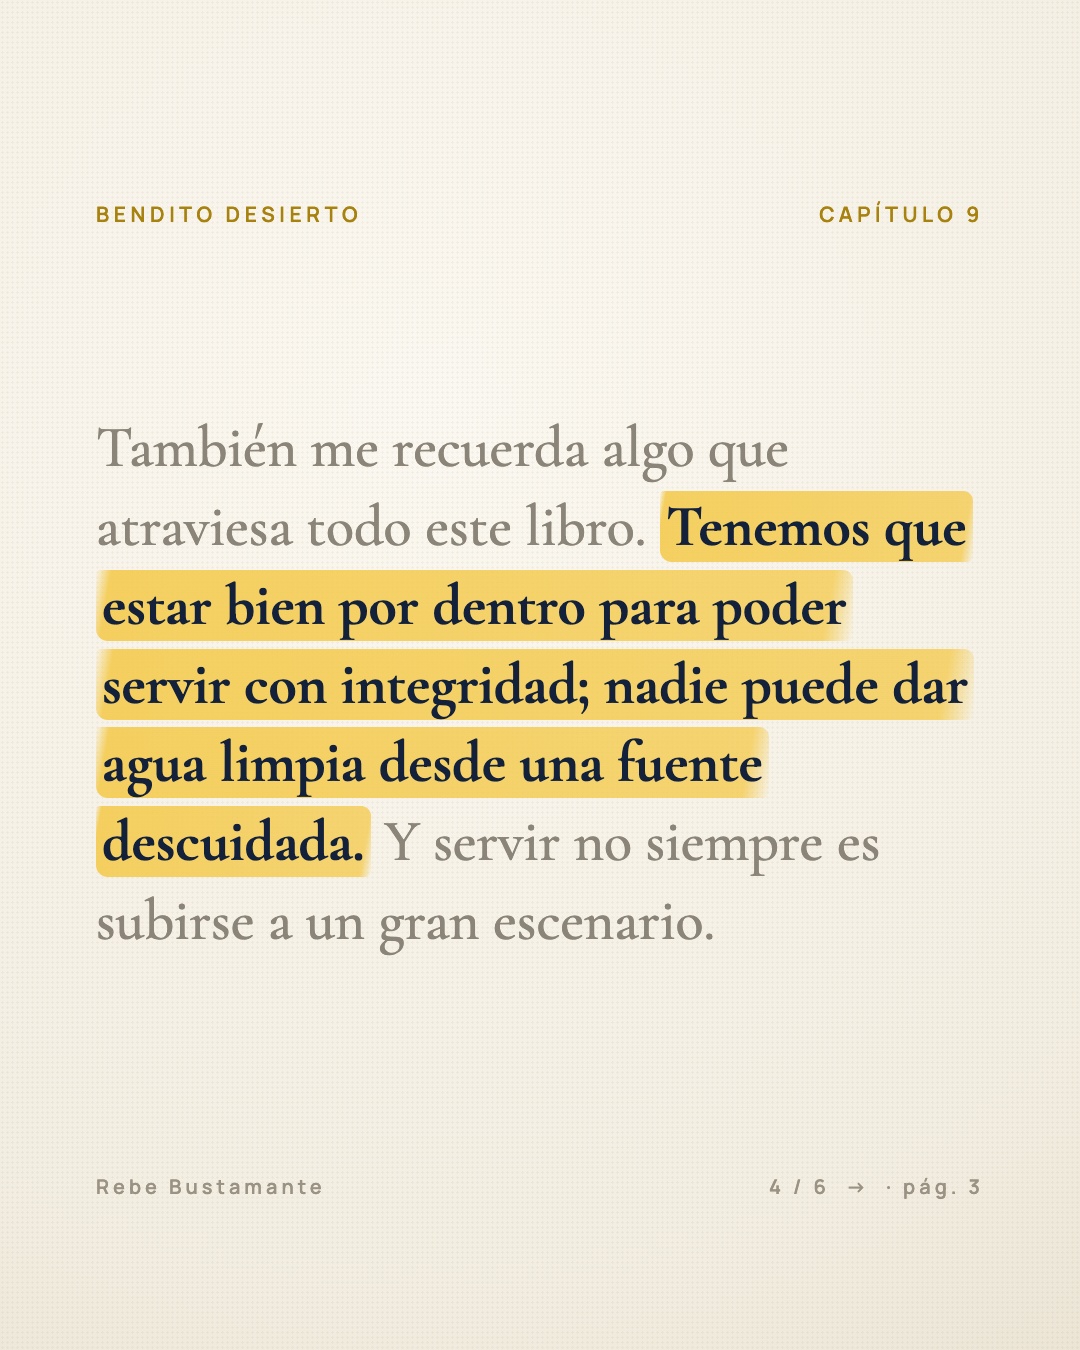 BENDITO DESIERTO
CAPÍTULO 9
También me recuerda algo que
atraviesa todo este libro. Tenemos que
estar bien por dentro para poder
servir con integridad; nadie puede dar
agua limpia desde una fuente
descuidada. Y servir no siempre es
subirse a un gran escenario.
Rebe Bustamante
4 / 6 → · pág. 3